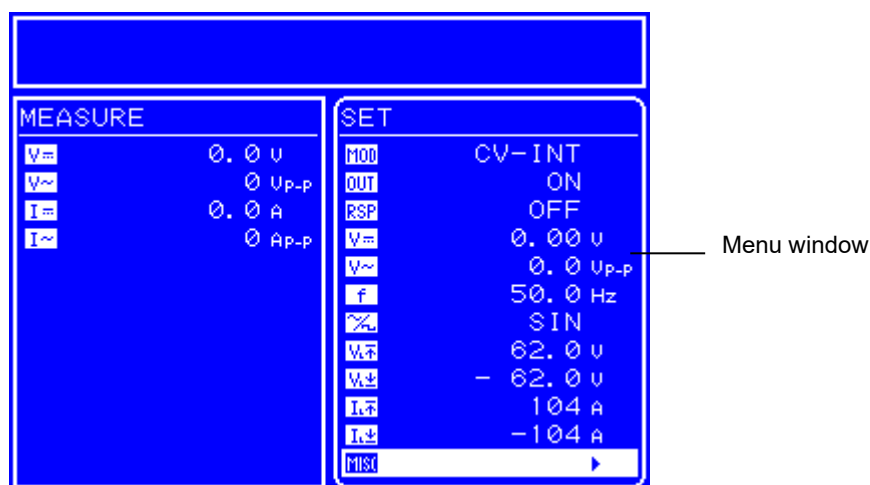 MEASURE
V⎓ 0.0 V
V~ 0 Vp-p
I⎓ 0.0 A
I~ 0 Ap-p
SET
MOD CV-INT
OUT ON
RSP OFF
V⎓ 0.00 V
V~ 0.0 Vp-p
f 50.0 Hz
SIN
V 62.0 V
V - 62.0 V
I 104 A
I -104 A
MISC
Menu window